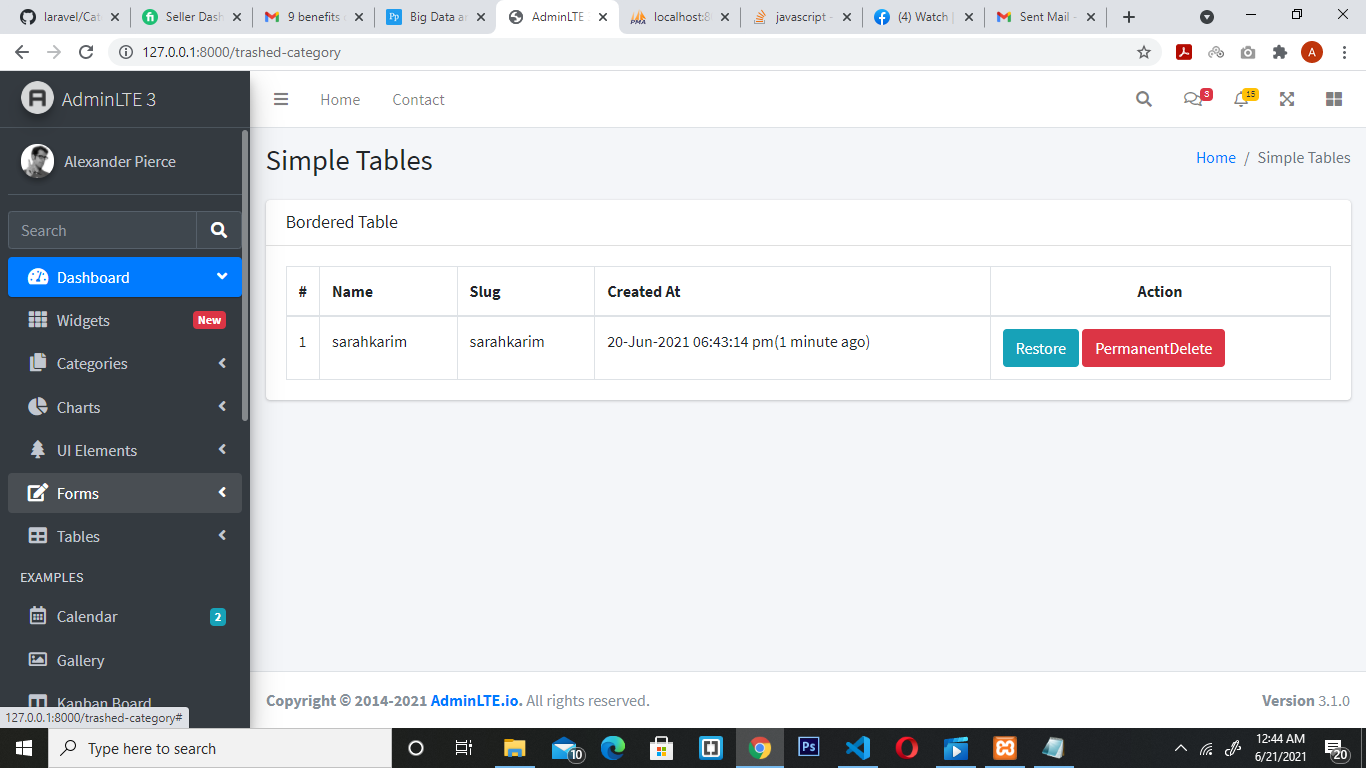 laravel/Cat
Seller Dash
9 benefits
Big Data a
AdminLTE
localhost:8
javascript -
(4) Watch
Sent Mail -
127.0.0.1:8000/trashed-category
A
AdminLTE 3
Home
Contact
3
15
Alexander Pierce
Simple Tables
Home / Simple Tables
Search
Bordered Table
Dashboard
Widgets New
Categories
Charts
UI Elements
Forms
Tables
EXAMPLES
Calendar 2
Gallery
Kanban Board
# Name Slug Created At Action
1 sarahkarim sarahkarim 20-Jun-2021 06:43:14 pm(1 minute ago) Restore PermanentDelete
Copyright © 2014-2021 AdminLTE.io. All rights reserved.
Version 3.1.0
127.0.0.1:8000/trashed-category#
Type here to search
10
Ps
12:44 AM
6/21/2021
20